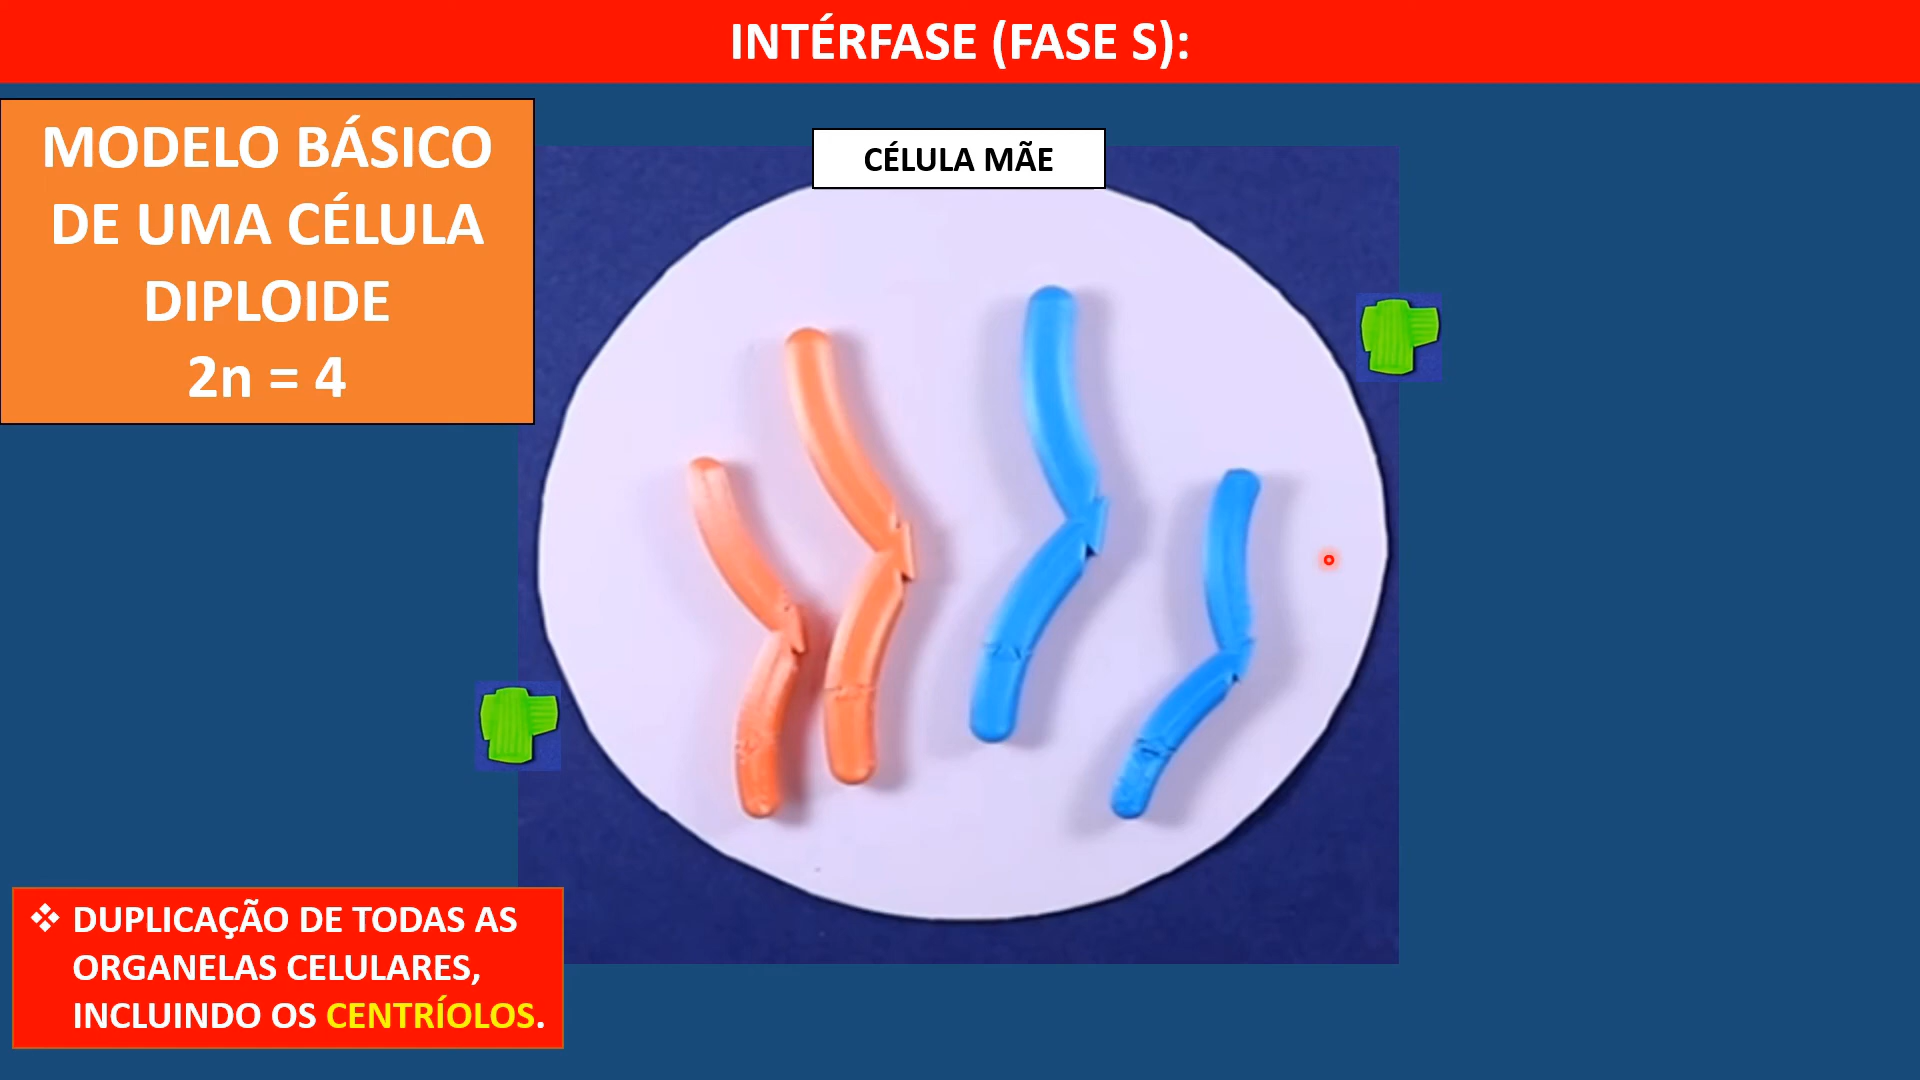 INTÉRFASE (FASE S):
MODELO BÁSICO
DE UMA CÉLULA
DIPLOIDE
2n = 4
CÉLULA MÃE
❖ DUPLICAÇÃO DE TODAS AS
ORGANELAS CELULARES,
INCLUINDO OS CENTRÍOLOS.